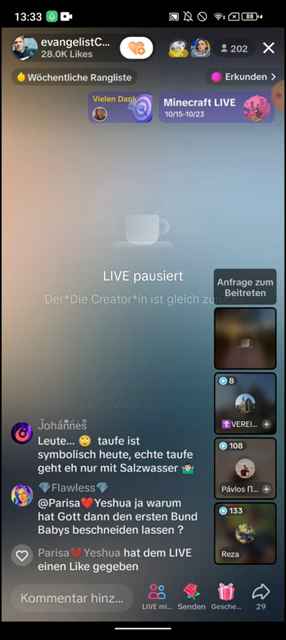 13:33
88
evangelistC...
28.0K Likes
202
Wöchentliche Rangliste
Erkunden >
Vielen Dank
Minecraft LIVE
10/15-10/23
LIVE pausiert
Der*Die Creator*in ist gleich zurück
Anfrage zum
Beitreten
8
VEREI...
108
Pávlos Π...
133
Reza
Johannes
Leute... 🙄 taufe ist
symbolisch heute, echte taufe
geht eh nur mit Salzwasser 🤷‍♂️
💎Flawless💎
@Parisa❤️Yeshua ja warum
hat Gott dann den ersten Bund
Babys beschneiden lassen ?
Parisa❤️Yeshua hat dem LIVE
einen Like gegeben
Kommentar hinz...
LIVE mi...
Senden
Gesche...
29